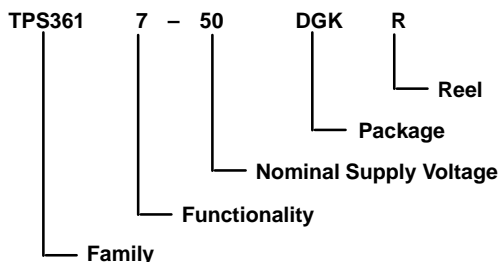 TPS361 7 – 50 DGK R
Reel
Package
Nominal Supply Voltage
Functionality
Family